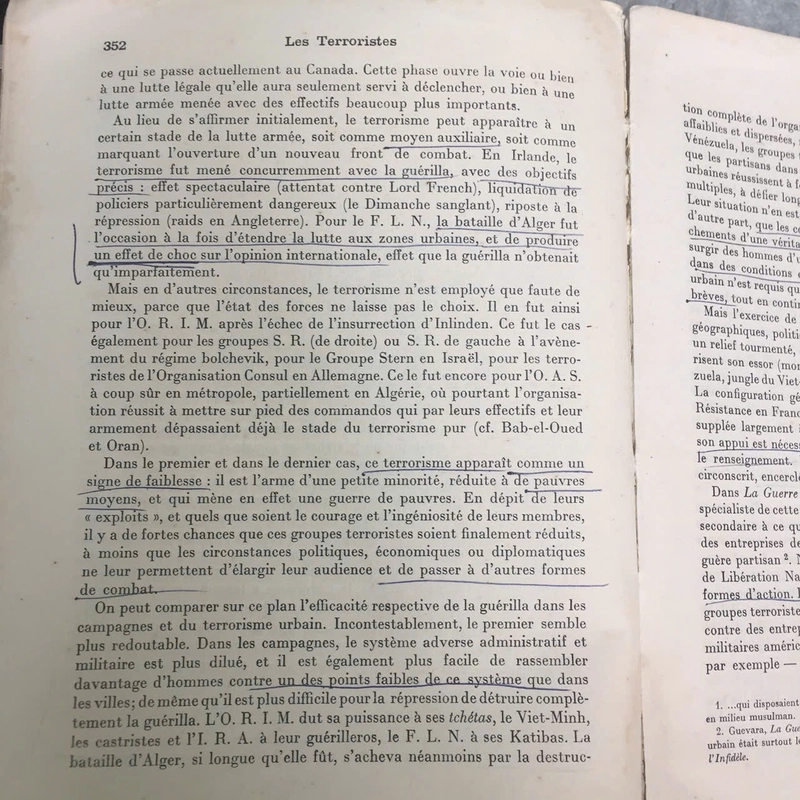 352
Les Terroristes
ce qui se passe actuellement au Canada. Cette phase ouvre la voie ou bien
à une lutte légale qu'elle aura seulement servi à déclencher, ou bien à une
lutte armée menée avec des effectifs beaucoup plus importants.
Au lieu de s'affirmer initialement, le terrorisme peut apparaître à un
certain stade de la lutte armée, soit comme moyen auxiliaire, soit comme
marquant l'ouverture d'un nouveau front de combat. En Irlande, le
terrorisme fut mené concurremment avec la guérilla, avec des objectifs
précis : effet spectaculaire (attentat contre Lord French), liquidation de
policiers particulièrement dangereux (le Dimanche sanglant), riposte à la
répression (raids en Angleterre). Pour le F. L. N., la bataille d'Alger fut
l'occasion à la fois d'étendre la lutte aux zones urbaines, et de produire
un effet de choc sur l'opinion internationale, effet que la guérilla n'obtenait
qu'imparfaitement.
Mais en d'autres circonstances, le terrorisme n'est employé que faute de
mieux, parce que l'état des forces ne laisse pas le choix. Il en fut ainsi
pour l'O. R. I. M. après l'échec de l'insurrection d'Inlinden. Ce fut le cas
également pour les groupes S. R. (de droite) ou S. R. de gauche à l'avène-
ment du régime bolchevik, pour le Groupe Stern en Israël, pour les terro-
ristes de l'Organisation Consul en Allemagne. Ce le fut encore pour l'O. A. S.
à coup sûr en métropole, partiellement en Algérie, où pourtant l'organisa-
tion réussit à mettre sur pied des commandos qui par leurs effectifs et leur
armement dépassaient déjà le stade du terrorisme pur (cf. Bab-el-Oued
et Oran).
Dans le premier et dans le dernier cas, ce terrorisme apparaît comme un
signe de faiblesse : il est l'arme d'une petite minorité, réduite à de pauvres
moyens, et qui mène en effet une guerre de pauvres. En dépit de leurs
« exploits », et quels que soient le courage et l'ingéniosité de leurs membres,
il y a de fortes chances que ces groupes terroristes soient finalement réduits,
à moins que les circonstances politiques, économiques ou diplomatiques
ne leur permettent d'élargir leur audience et de passer à d'autres formes
de combat.
On peut comparer sur ce plan l'efficacité respective de la guérilla dans les
campagnes et du terrorisme urbain. Incontestablement, le premier semble
plus redoutable. Dans les campagnes, le système adverse administratif et
militaire est plus dilué, et il est également plus facile de rassembler
davantage d'hommes contre un des points faibles de ce système que dans
les villes; de même qu'il est plus difficile pour la répression de détruire complè-
tement la guérilla. L'O. R. I. M. dut sa puissance à ses tchétas, le Viet-Minh,
les castristes et l'I. R. A. à leur guérilleros, le F. L. N. à ses Katibas. La
bataille d'Alger, si longue qu'elle fût, s'acheva néanmoins par la destruc-
tion complète de l'orga
affaiblies et dispersées,
Vénézuela, les groupes
que les partisans dans
urbaines réussissent à
multiples, à défier long
Leur situation n'en est
d'autre part, que les co
chements d'une vérita
surgir des hommes d'u
dans des conditions
urbain n'est requis qu
brèves, tout en contin
Mais l'exercice de
géographiques, politi
un relief tourmenté,
risent son essor (mon
zuela, jungle du Viet-
La configuration gé
Résistance en Franc
supplée largement
son appui est néces
le renseignement.
circonscrit, encercle
Dans La Guerre
spécialiste de cette
secondaire à ce qu
des entreprises de
guère partisan 2.
de Libération Na
formes d'action.
groupes terroriste
contre des entrep
militaires améric
par exemple —
1. ...qui disposaient
en milieu musulman.
2. Guevara, La Gue
urbain était surtout le
l'Infidèle.